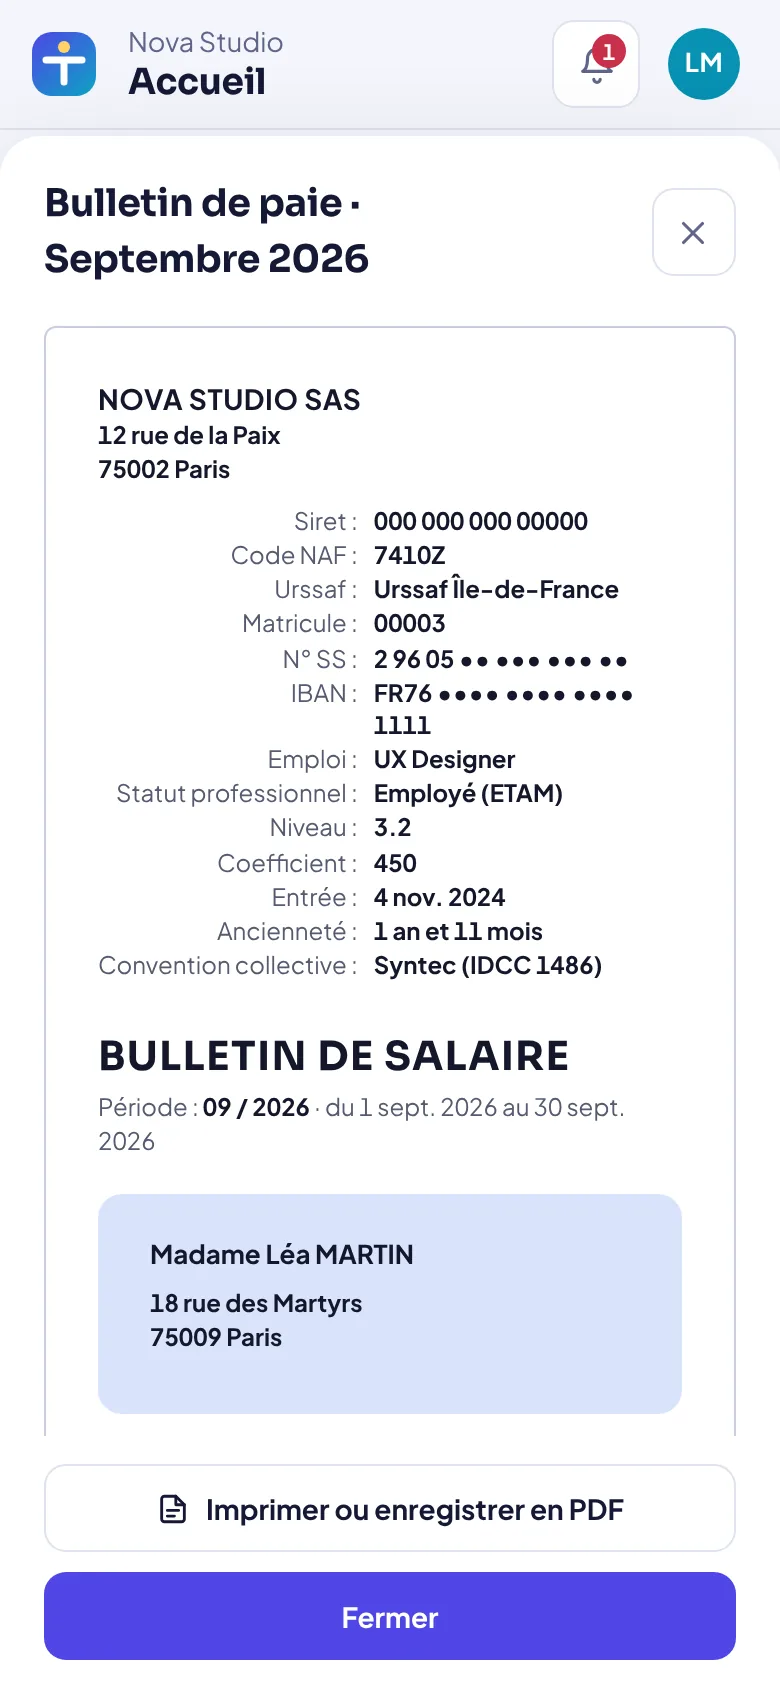 Nova Studio
Accueil
1
LM
Bulletin de paie ·
Septembre 2026
NOVA STUDIO SAS
12 rue de la Paix
75002 Paris
Siret : 000 000 000 00000
Code NAF : 7410Z
Urssaf : Urssaf Île-de-France
Matricule : 00003
N° SS : 2 96 05 •• ••• ••• ••
IBAN : FR76 •••• •••• ••••
1111
Emploi : UX Designer
Statut professionnel : Employé (ETAM)
Niveau : 3.2
Coefficient : 450
Entrée : 4 nov. 2024
Ancienneté : 1 an et 11 mois
Convention collective : Syntec (IDCC 1486)
BULLETIN DE SALAIRE
Période : 09 / 2026 · du 1 sept. 2026 au 30 sept.
2026
Madame Léa MARTIN
18 rue des Martyrs
75009 Paris
Imprimer ou enregistrer en PDF
Fermer